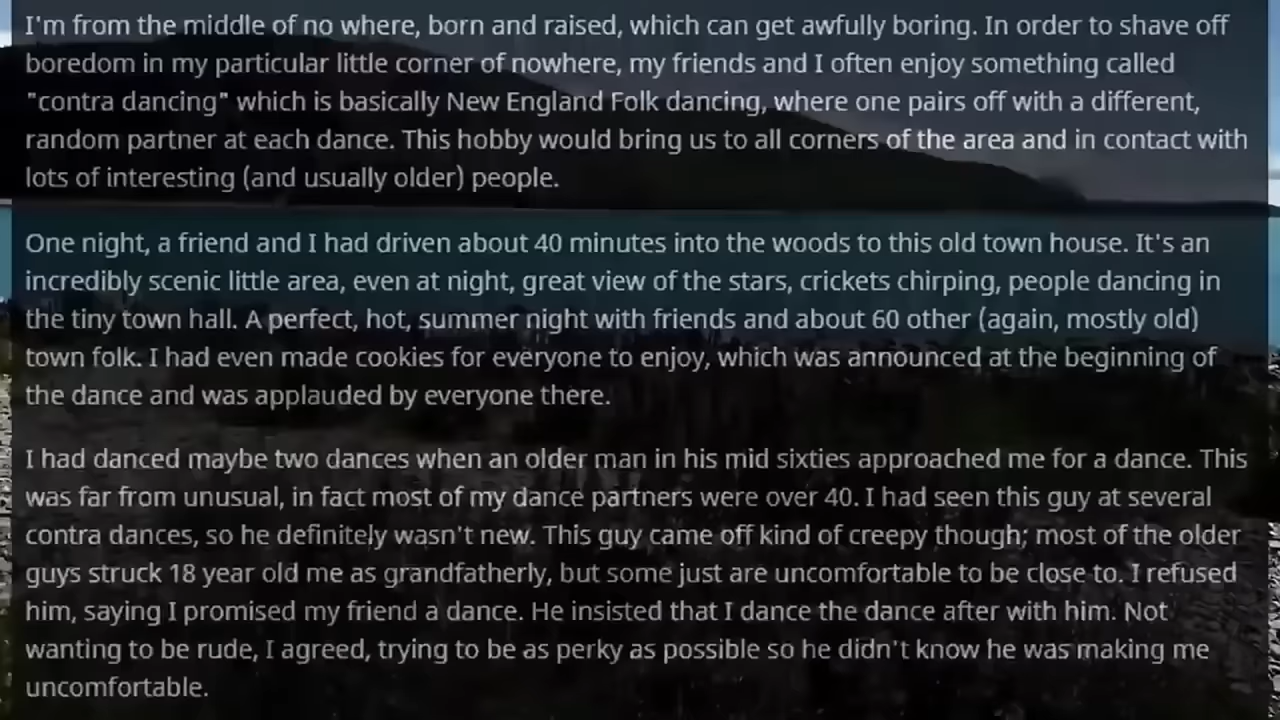 I'm from the middle of no where, born and raised, which can get awfully boring. In order to shave off
boredom in my particular little corner of nowhere, my friends and I often enjoy something called
"contra dancing" which is basically New England Folk dancing, where one pairs off with a different,
random partner at each dance. This hobby would bring us to all corners of the area and in contact with
lots of interesting (and usually older) people.
One night, a friend and I had driven about 40 minutes into the woods to this old town house. It's an
incredibly scenic little area, even at night, great view of the stars, crickets chirping, people dancing in
the tiny town hall. A perfect, hot, summer night with friends and about 60 other (again, mostly old)
town folk. I had even made cookies for everyone to enjoy, which was announced at the beginning of
the dance and was applauded by everyone there.
I had danced maybe two dances when an older man in his mid sixties approached me for a dance. This
was far from unusual, in fact most of my dance partners were over 40. I had seen this guy at several
contra dances, so he definitely wasn't new. This guy came off kind of creepy though; most of the older
guys struck 18 year old me as grandfatherly, but some just are uncomfortable to be close to. I refused
him, saying I promised my friend a dance. He insisted that I dance the dance after with him. Not
wanting to be rude, I agreed, trying to be as perky as possible so he didn't know he was making me
uncomfortable.